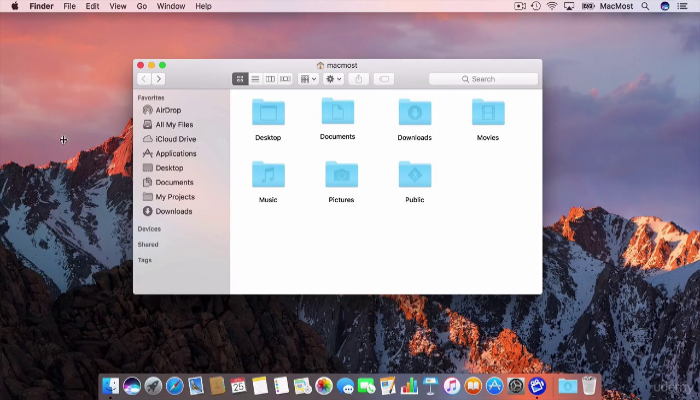 Finder File Edit View Go Window Help MacMost
macmost
Search
Favorites
AirDrop
All My Files
iCloud Drive
Applications
Desktop
Documents
My Projects
Downloads
Devices
Shared
Tags
Desktop Documents Downloads Movies
Music Pictures Public
25
udemy